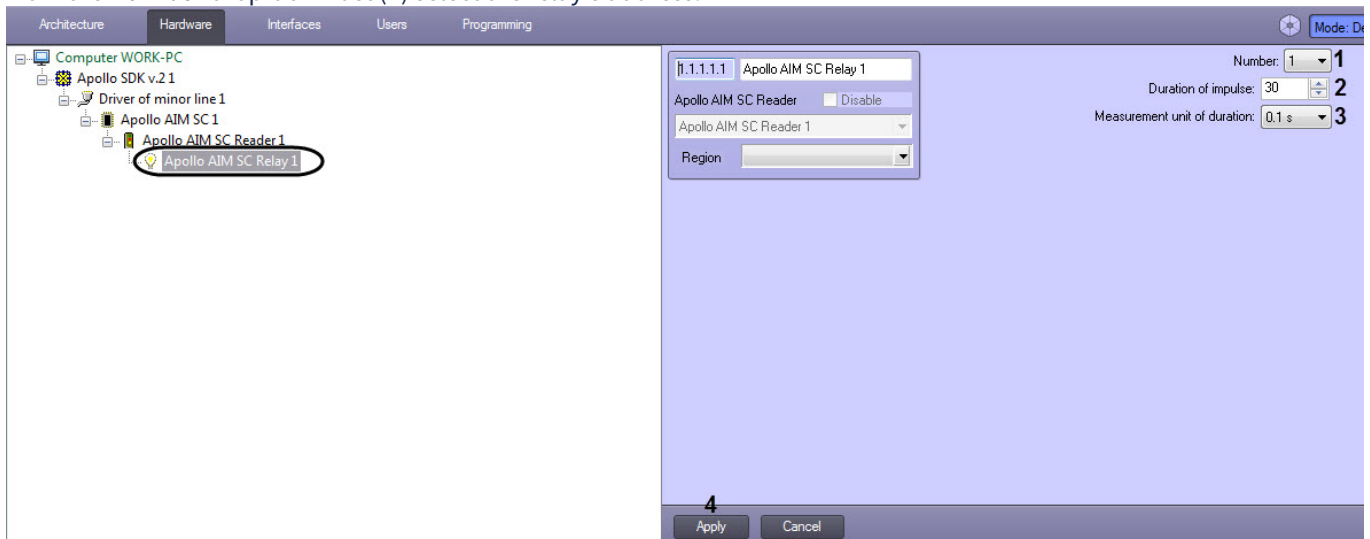 Architecture Hardware Interfaces Users Programming Mode: De
Computer WORK-PC
Apollo SDK v.2 1
Driver of minor line 1
Apollo AIM SC 1
Apollo AIM SC Reader 1
Apollo AIM SC Relay 1
1.1.1.1.1 Apollo AIM SC Relay 1
Apollo AIM SC Reader Disable
Apollo AIM SC Reader 1
Region
Number: 1 1
Duration of impulse: 30 2
Measurement unit of duration: 0.1 s 3
4
Apply Cancel